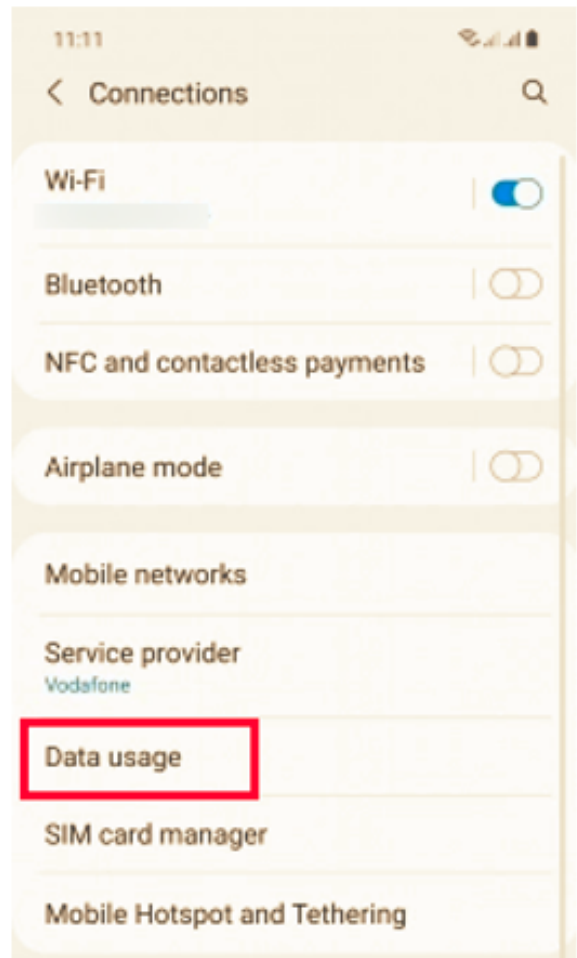 11:11
Connections
Wi-Fi
Bluetooth
NFC and contactless payments
Airplane mode
Mobile networks
Service provider
Vodafone
Data usage
SIM card manager
Mobile Hotspot and Tethering